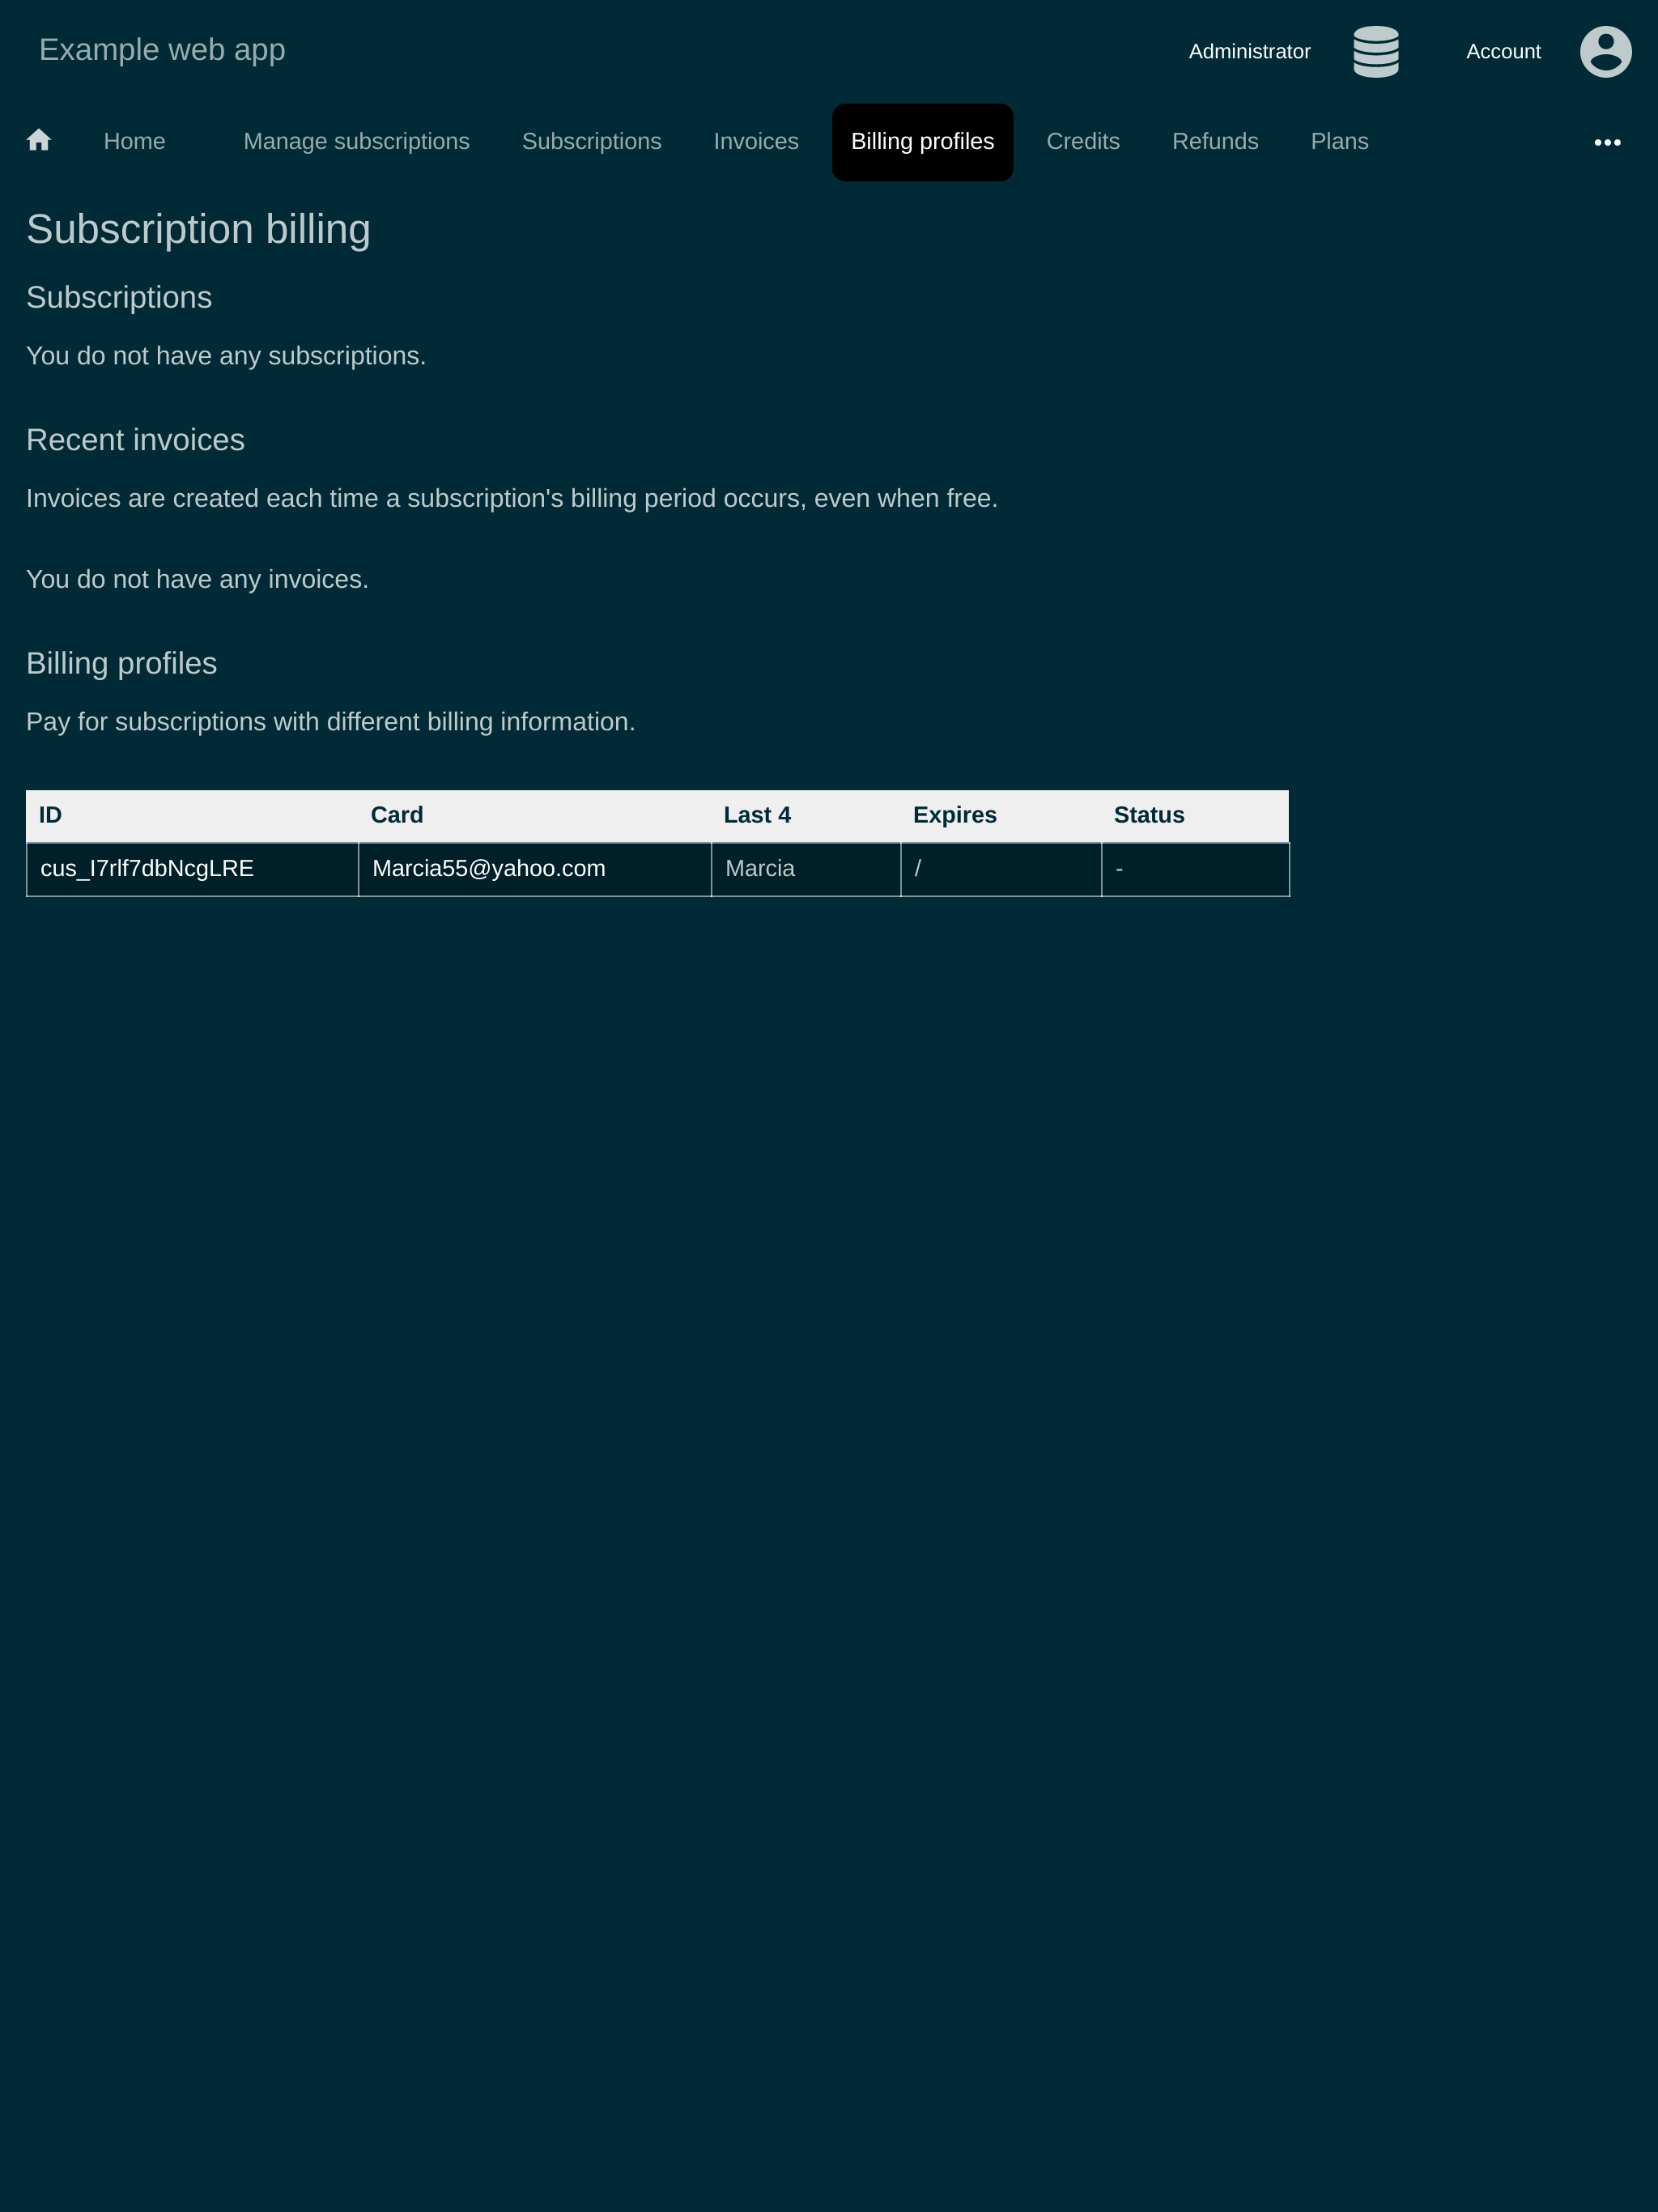 Example web app
Administrator
Account
Home Manage subscriptions Subscriptions Invoices Billing profiles Credits Refunds Plans
Subscription billing
Subscriptions
You do not have any subscriptions.
Recent invoices
Invoices are created each time a subscription's billing period occurs, even when free.
You do not have any invoices.
Billing profiles
Pay for subscriptions with different billing information.
ID Card Last 4 Expires Status
cus_I7rlf7dbNcgLRE Marcia55@yahoo.com Marcia / -